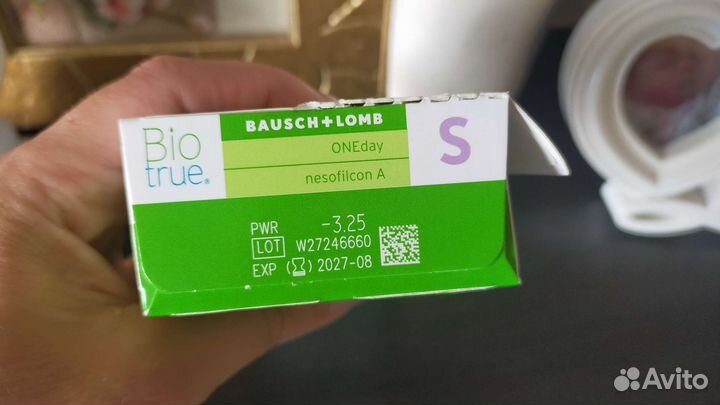 Bio
true®
BAUSCH+LOMB
ONEday
nesofilcon A
S
PWR -3.25
LOT W27246660
EXP 2027-08
Avito